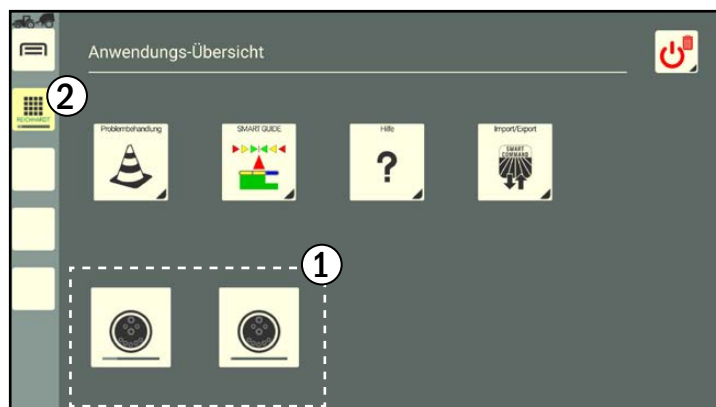 Anwendungs-Übersicht
2
REICHHARDT
Problembehandlung
SMART GUIDE
Hilfe
Import/Export
?
SMART
COMMAND
1